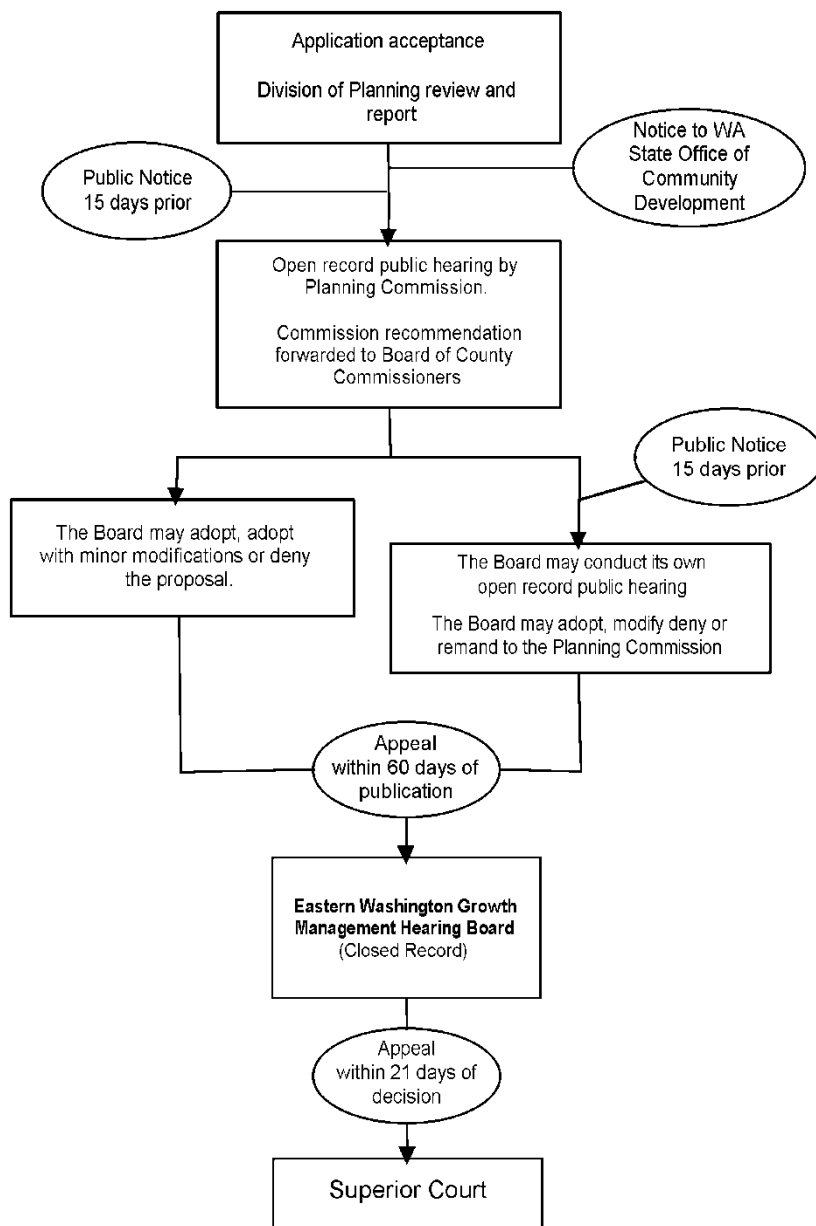 Application acceptance
Division of Planning review and
report
Notice to WA
State Office of
Community
Development
Public Notice
15 days prior
Open record public hearing by
Planning Commission.
Commission recommendation
forwarded to Board of County
Commissioners
Public Notice
15 days prior
The Board may adopt, adopt
with minor modifications or deny
the proposal.
The Board may conduct its own
open record public hearing
The Board may adopt, modify deny or
remand to the Planning Commission
Appeal
within 60 days of
publication
Eastern Washington Growth
Management Hearing Board
(Closed Record)
Appeal
within 21 days of
decision
Superior Court